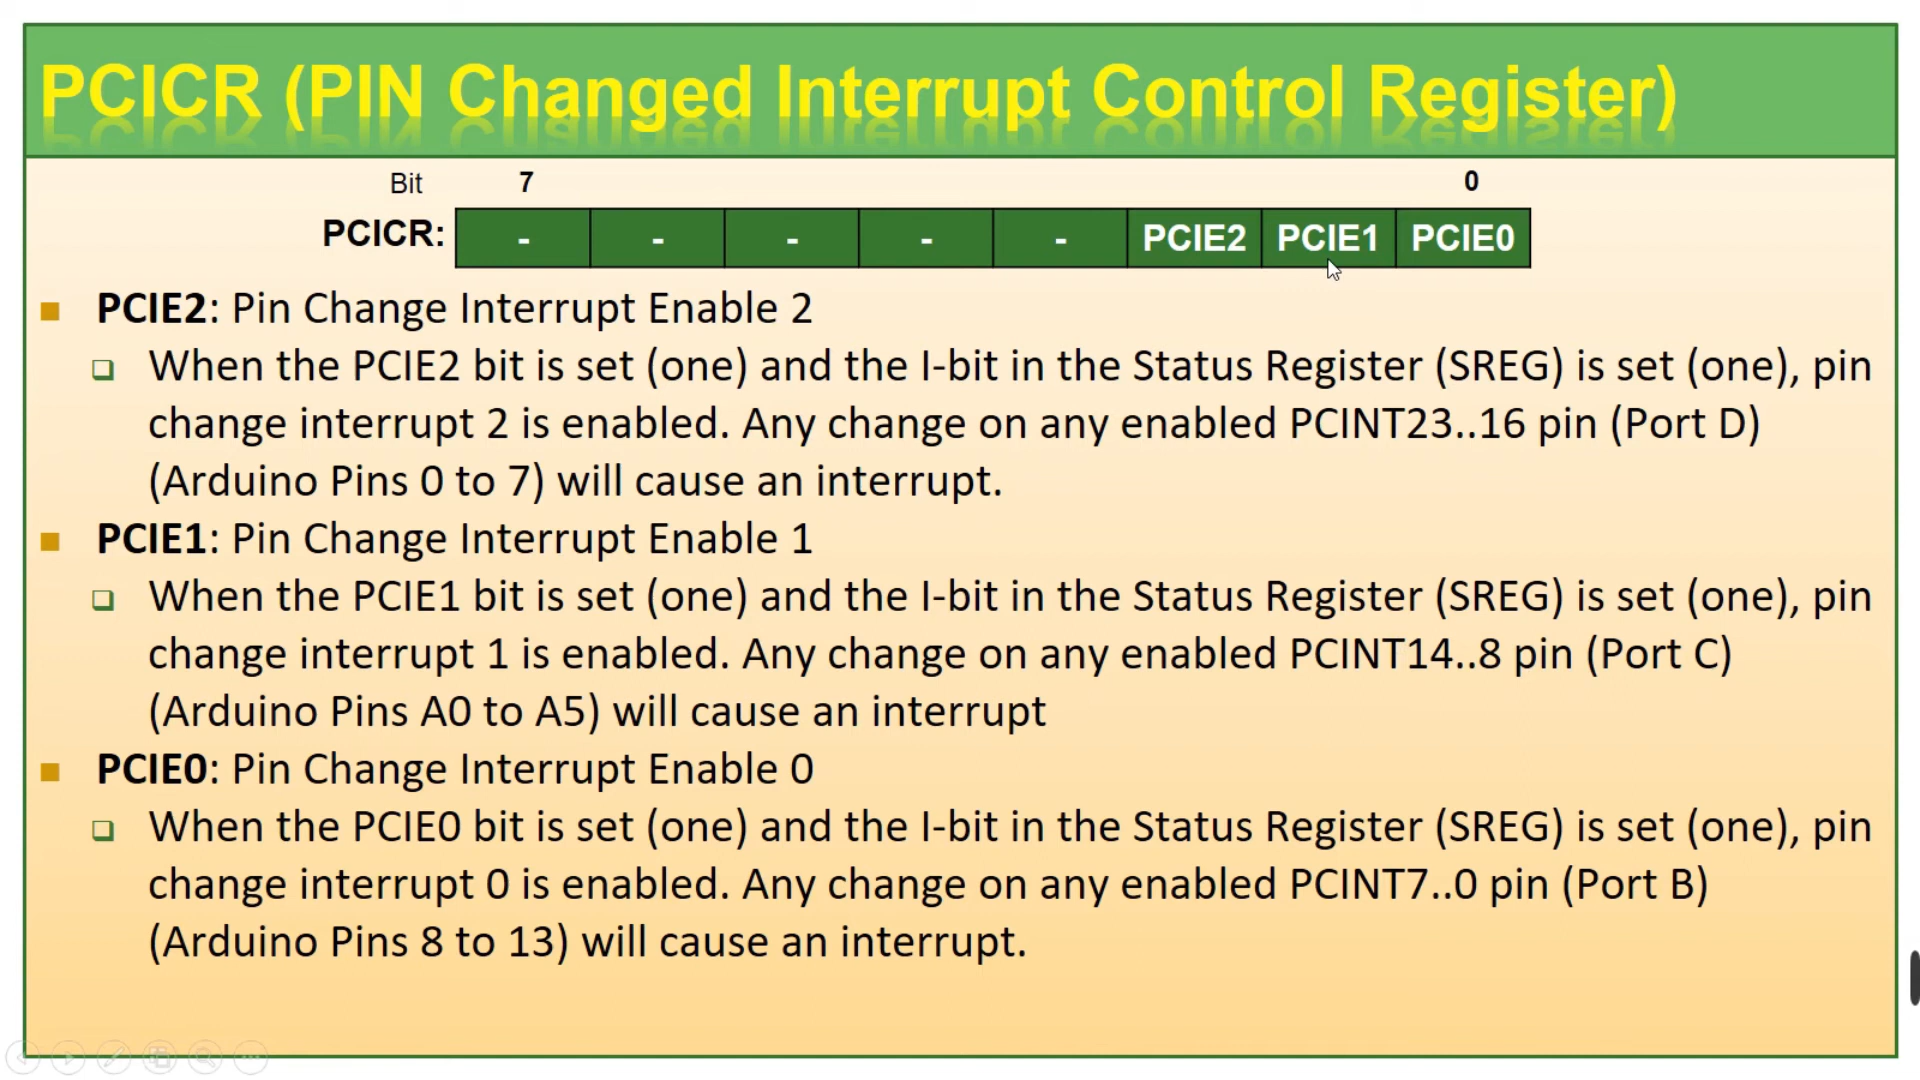 PCICR (PIN Changed Interrupt Control Register)
Bit 7 0
PCICR: - - - - - PCIE2 PCIE1 PCIE0
PCIE2: Pin Change Interrupt Enable 2
When the PCIE2 bit is set (one) and the I-bit in the Status Register (SREG) is set (one), pin
change interrupt 2 is enabled. Any change on any enabled PCINT23..16 pin (Port D)
(Arduino Pins 0 to 7) will cause an interrupt.
PCIE1: Pin Change Interrupt Enable 1
When the PCIE1 bit is set (one) and the I-bit in the Status Register (SREG) is set (one), pin
change interrupt 1 is enabled. Any change on any enabled PCINT14..8 pin (Port C)
(Arduino Pins A0 to A5) will cause an interrupt
PCIE0: Pin Change Interrupt Enable 0
When the PCIE0 bit is set (one) and the I-bit in the Status Register (SREG) is set (one), pin
change interrupt 0 is enabled. Any change on any enabled PCINT7..0 pin (Port B)
(Arduino Pins 8 to 13) will cause an interrupt.